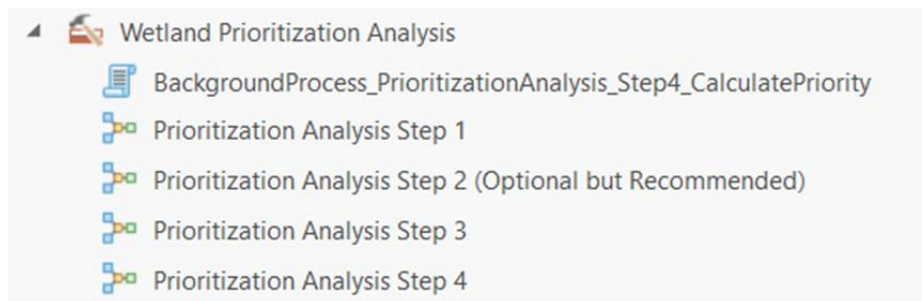 Wetland Prioritization Analysis
BackgroundProcess_PrioritizationAnalysis_Step4_CalculatePriority
Prioritization Analysis Step 1
Prioritization Analysis Step 2 (Optional but Recommended)
Prioritization Analysis Step 3
Prioritization Analysis Step 4